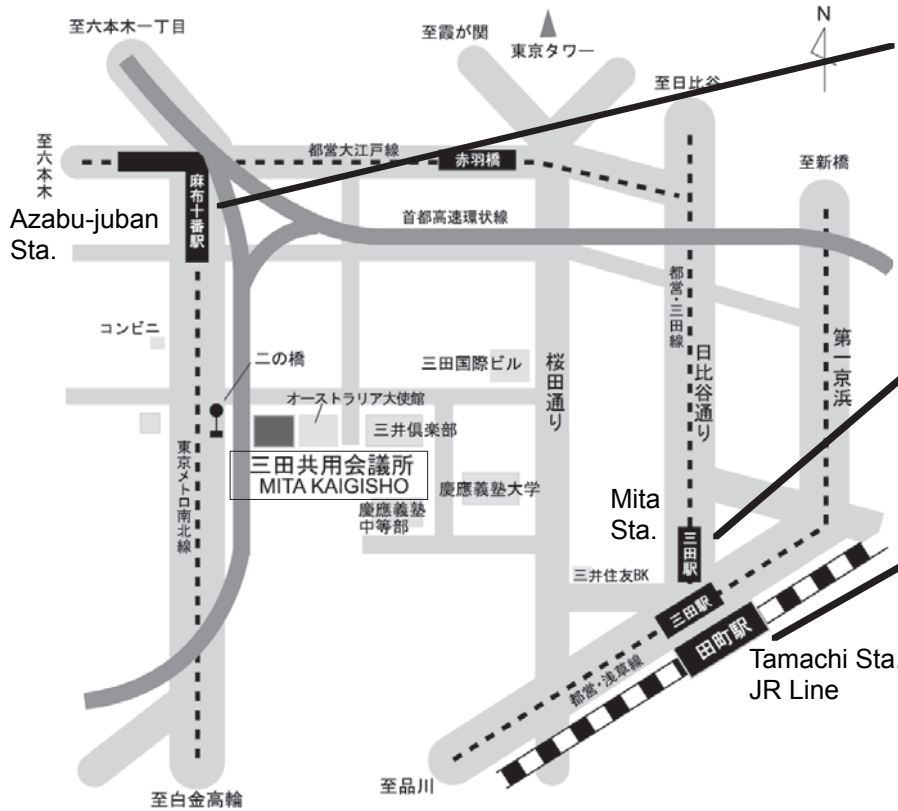 至六本木一丁目
至霞が関
東京タワー
N
至日比谷
至六本木
都営大江戸線
赤羽橋
至新橋
麻布十番駅
Azabu-juban
Sta.
首都高速環状線
都営・三田線
コンビニ
二の橋
三田国際ビル
桜田通り
日比谷通り
第一京浜
オーストラリア大使館
三井倶楽部
三田共用会議所
MITA KAIGISHO
慶應義塾大学
東京メトロ南北線
慶應義塾
中等部
Mita
Sta.
三田駅
三井住友BK
三田駅
田町駅
Tamachi Sta.
JR Line
都営・浅草線
至品川
至白金高輪